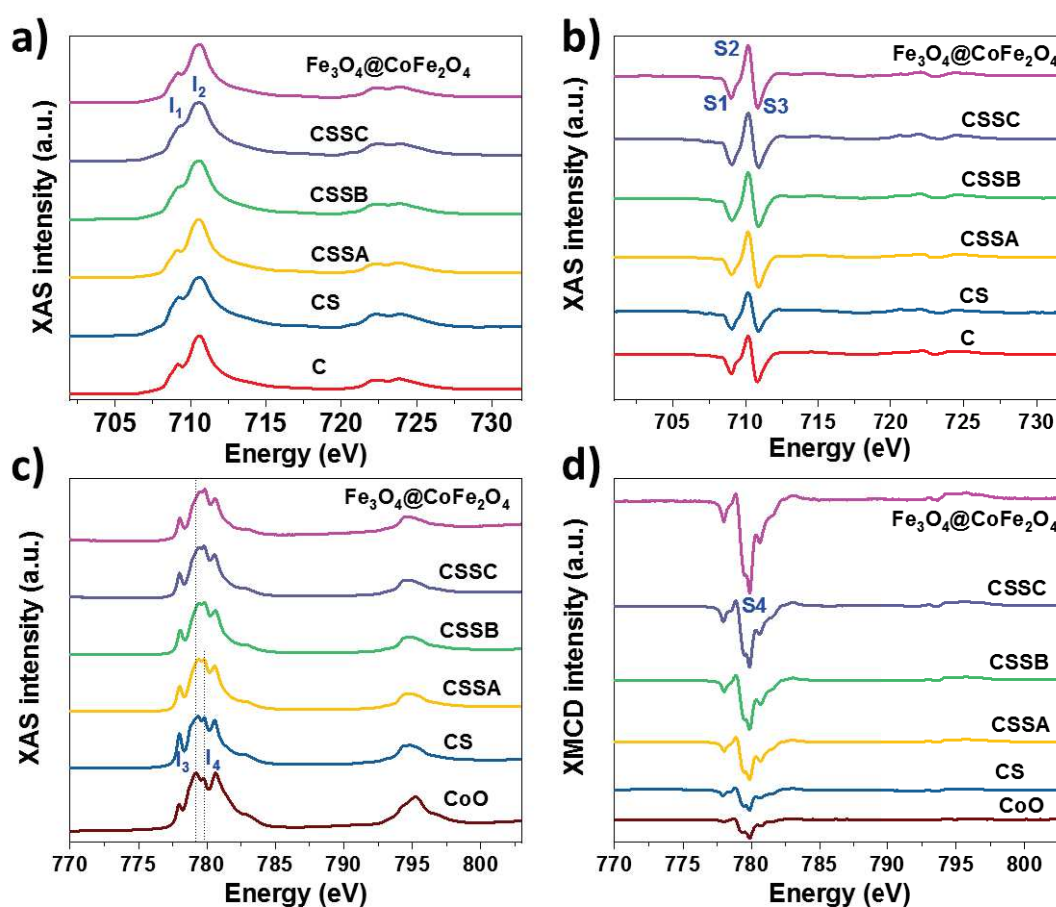 a)
XAS intensity (a.u.)
Fe₃O₄@CoFe₂O₄
I₁
I₂
CSSC
CSSB
CSSA
CS
C
705 710 715 720 725 730
Energy (eV)
b)
XAS intensity (a.u.)
S2
Fe₃O₄@CoFe₂O₄
S1
S3
CSSC
CSSB
CSSA
CS
C
705 710 715 720 725 730
Energy (eV)
c)
XAS intensity (a.u.)
Fe₃O₄@CoFe₂O₄
CSSC
CSSB
CSSA
CS
I₃
I₄
CoO
770 775 780 785 790 795 800
Energy (eV)
d)
XMCD intensity (a.u.)
Fe₃O₄@CoFe₂O₄
S4
CSSC
CSSB
CSSA
CS
CoO
770 775 780 785 790 795 800
Energy (eV)